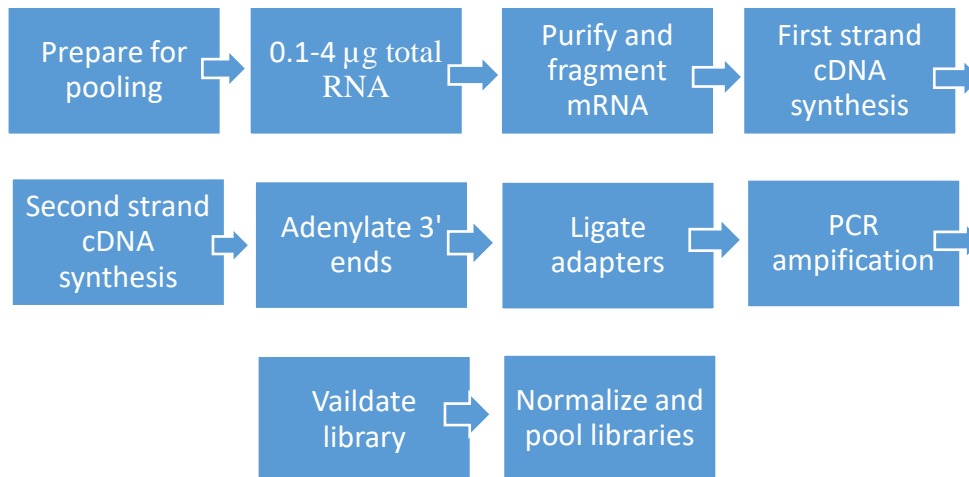 Prepare for
pooling
0.1-4 µg total
RNA
Purify and
fragment
mRNA
First strand
cDNA
synthesis
Second strand
cDNA
synthesis
Adenylate 3'
ends
Ligate
adapters
PCR
ampification
Vaildate
library
Normalize and
pool libraries